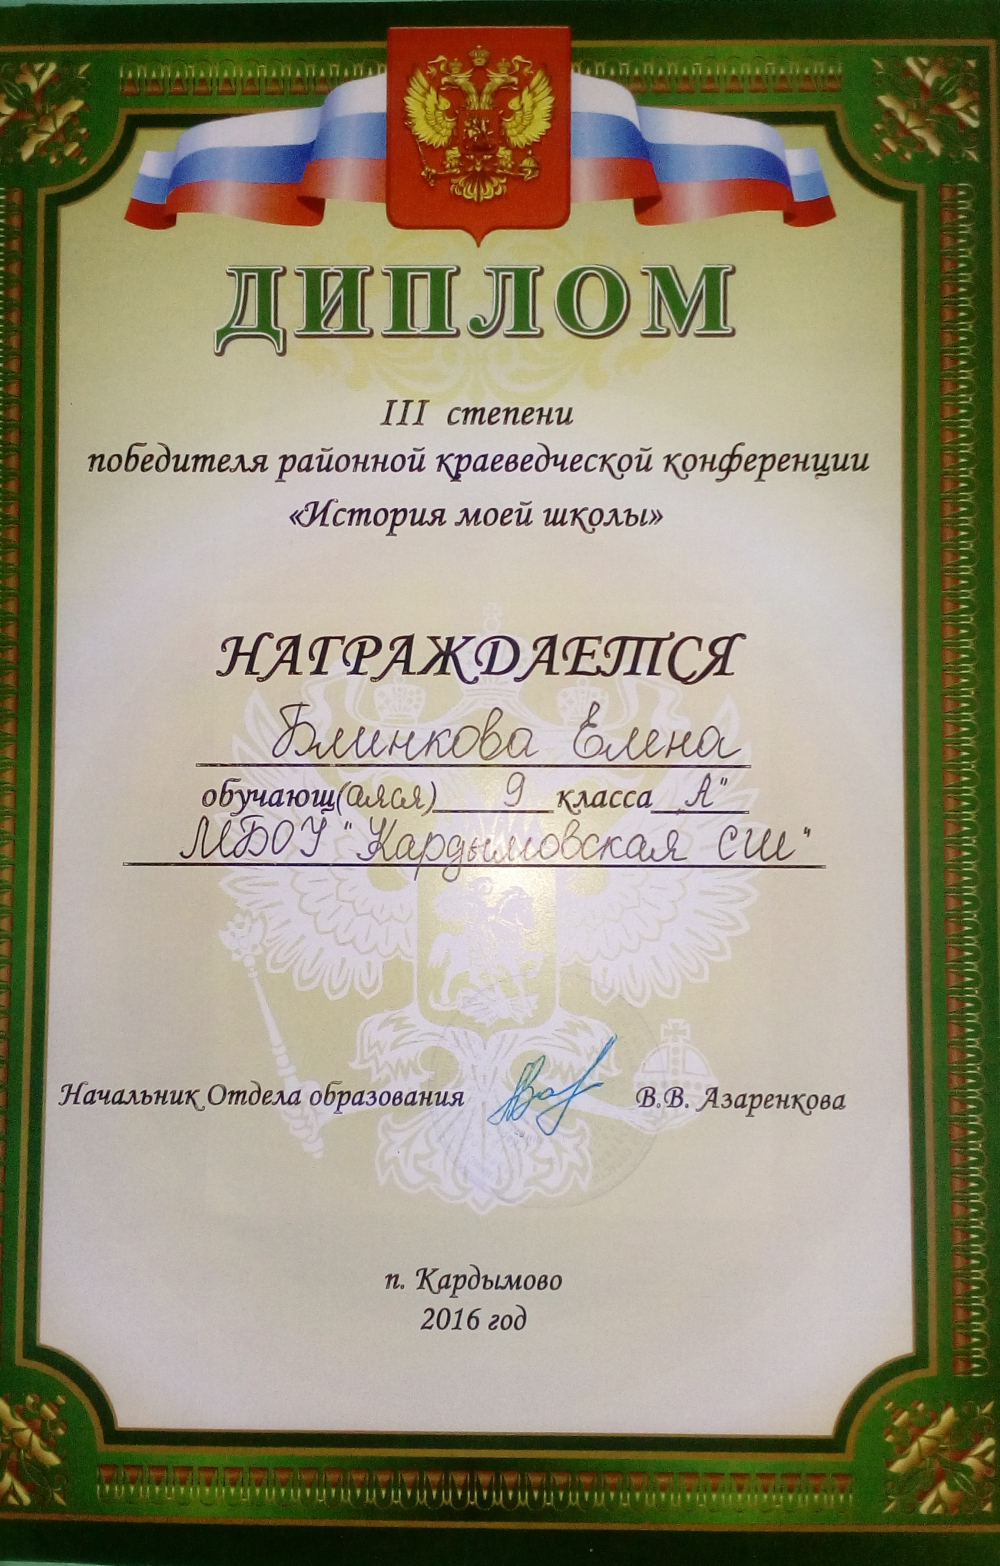 ДИПЛОМ
III степени
победителя районной краеведческой конференции
«История моей школы»
НАГРАЖДАЕТСЯ
Блинкова Елена
обучающ(аяся) 9 класса "А"
МБОУ "Кардымовская СШ"
Начальник Отдела образования В.В. Азаренкова
п. Кардымово
2016 год